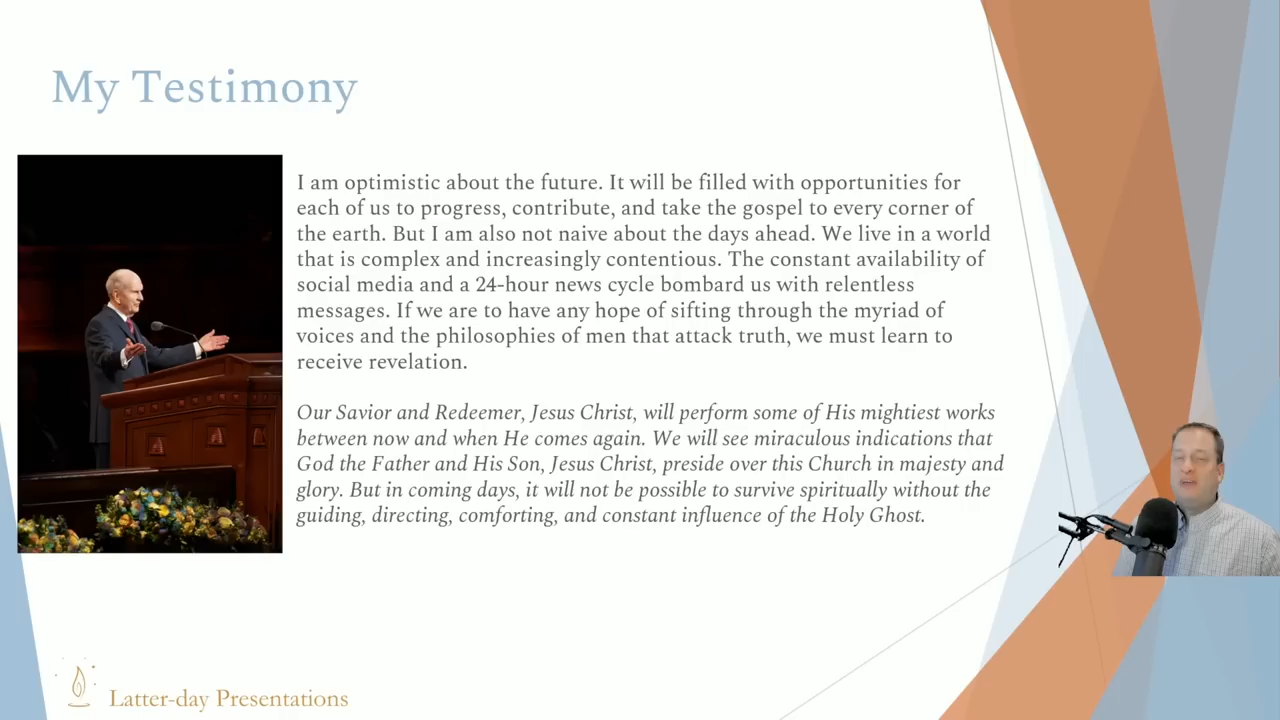 My Testimony
I am optimistic about the future. It will be filled with opportunities for
each of us to progress, contribute, and take the gospel to every corner of
the earth. But I am also not naive about the days ahead. We live in a world
that is complex and increasingly contentious. The constant availability of
social media and a 24-hour news cycle bombard us with relentless
messages. If we are to have any hope of sifting through the myriad of
voices and the philosophies of men that attack truth, we must learn to
receive revelation.
Our Savior and Redeemer, Jesus Christ, will perform some of His mightiest works
between now and when He comes again. We will see miraculous indications that
God the Father and His Son, Jesus Christ, preside over this Church in majesty and
glory. But in coming days, it will not be possible to survive spiritually without the
guiding, directing, comforting, and constant influence of the Holy Ghost.
Latter-day Presentations